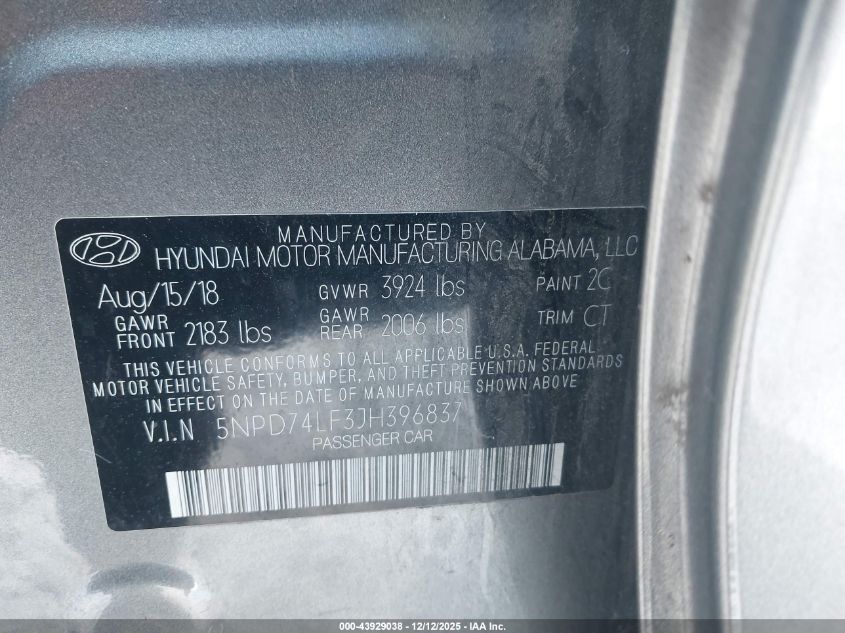 MANUFACTURED BY
HYUNDAI MOTOR MANUFACTURING ALABAMA, LLC
Aug/15/18 GVWR 3924 lbs PAINT 2C
GAWR FRONT 2183 lbs GAWR REAR 2006 lbs TRIM CT
THIS VEHICLE CONFORMS TO ALL APPLICABLE U.S.A. FEDERAL
MOTOR VEHICLE SAFETY, BUMPER, AND THEFT PREVENTION STANDARDS
IN EFFECT ON THE DATE OF MANUFACTURE SHOWN ABOVE
V.I.N 5NPD74LF3JH396837
PASSENGER CAR
000-43929038 - 12/12/2025 - IAA Inc.